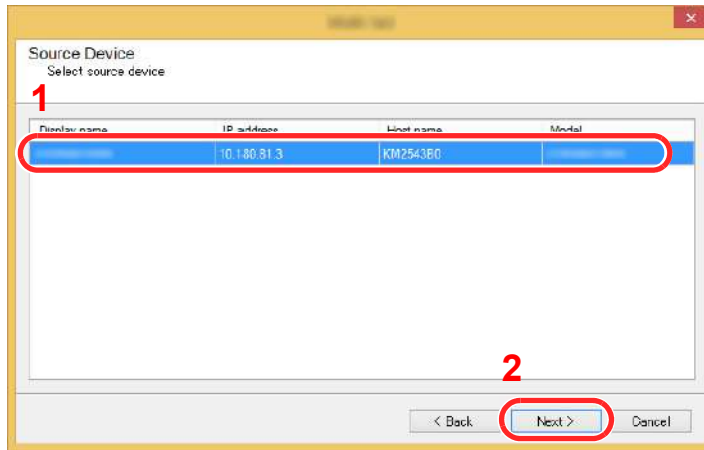 Source Device
Select source device
1
Display name IP address Host name Model
10.180.81.3 KM2543B0
2
< Back Next > Cancel